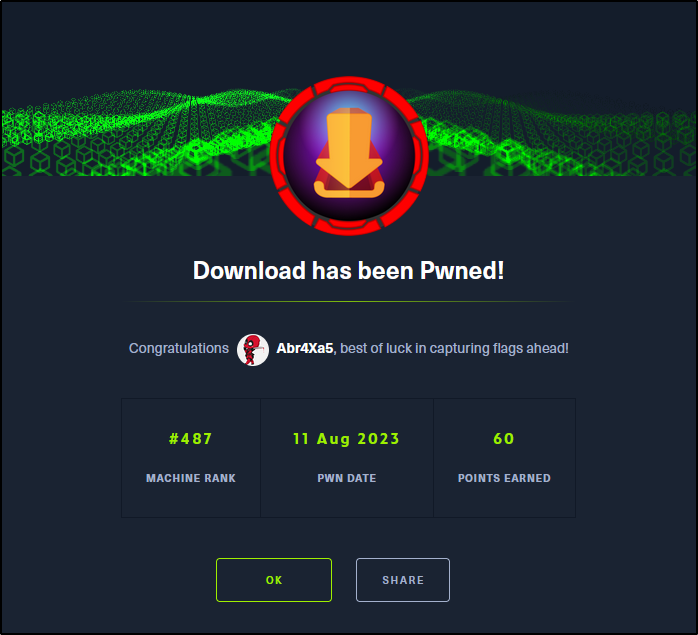 Download has been Pwned!
Congratulations Abr4Xa5, best of luck in capturing flags ahead!
#487 11 Aug 2023 60
MACHINE RANK PWN DATE POINTS EARNED
OK SHARE